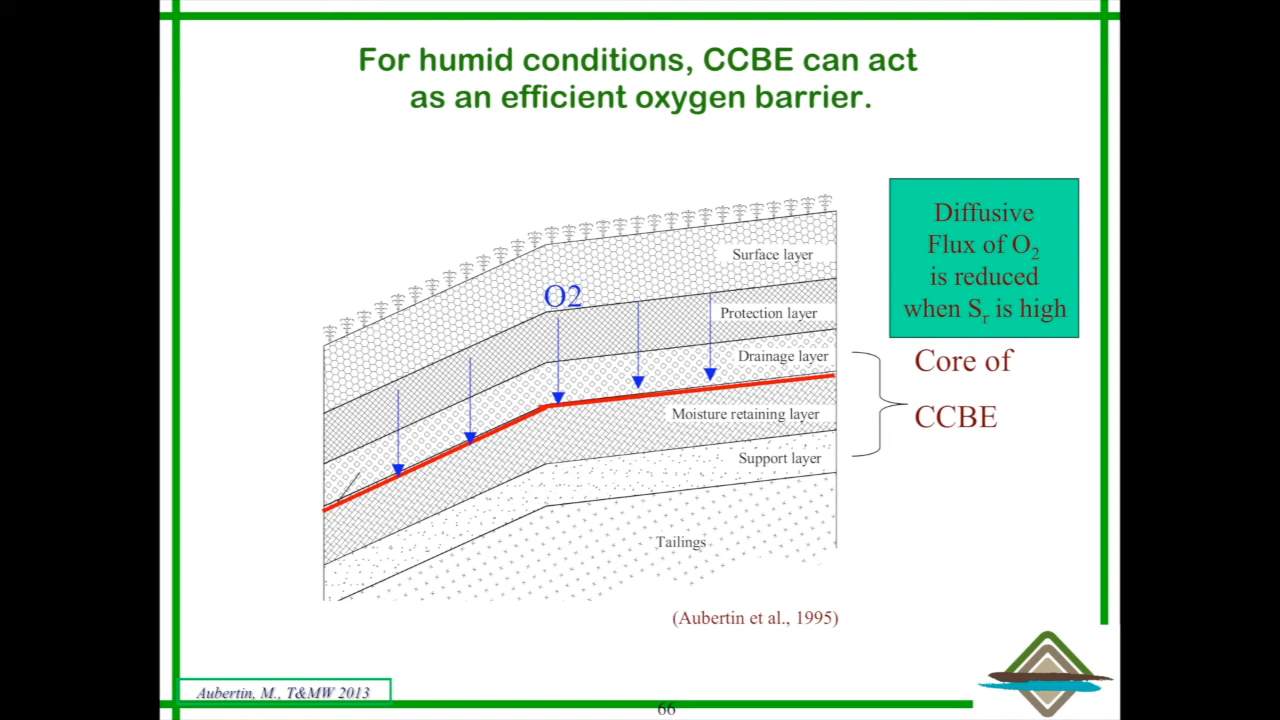 For humid conditions, CCBE can act
as an efficient oxygen barrier.
Diffusive
Flux of O2
is reduced
when Sr is high
Surface layer
O2
Protection layer
Drainage layer
Core of
CCBE
Moisture retaining layer
Support layer
Tailings
(Aubertin et al., 1995)
Aubertin, M., T&MW 2013
66